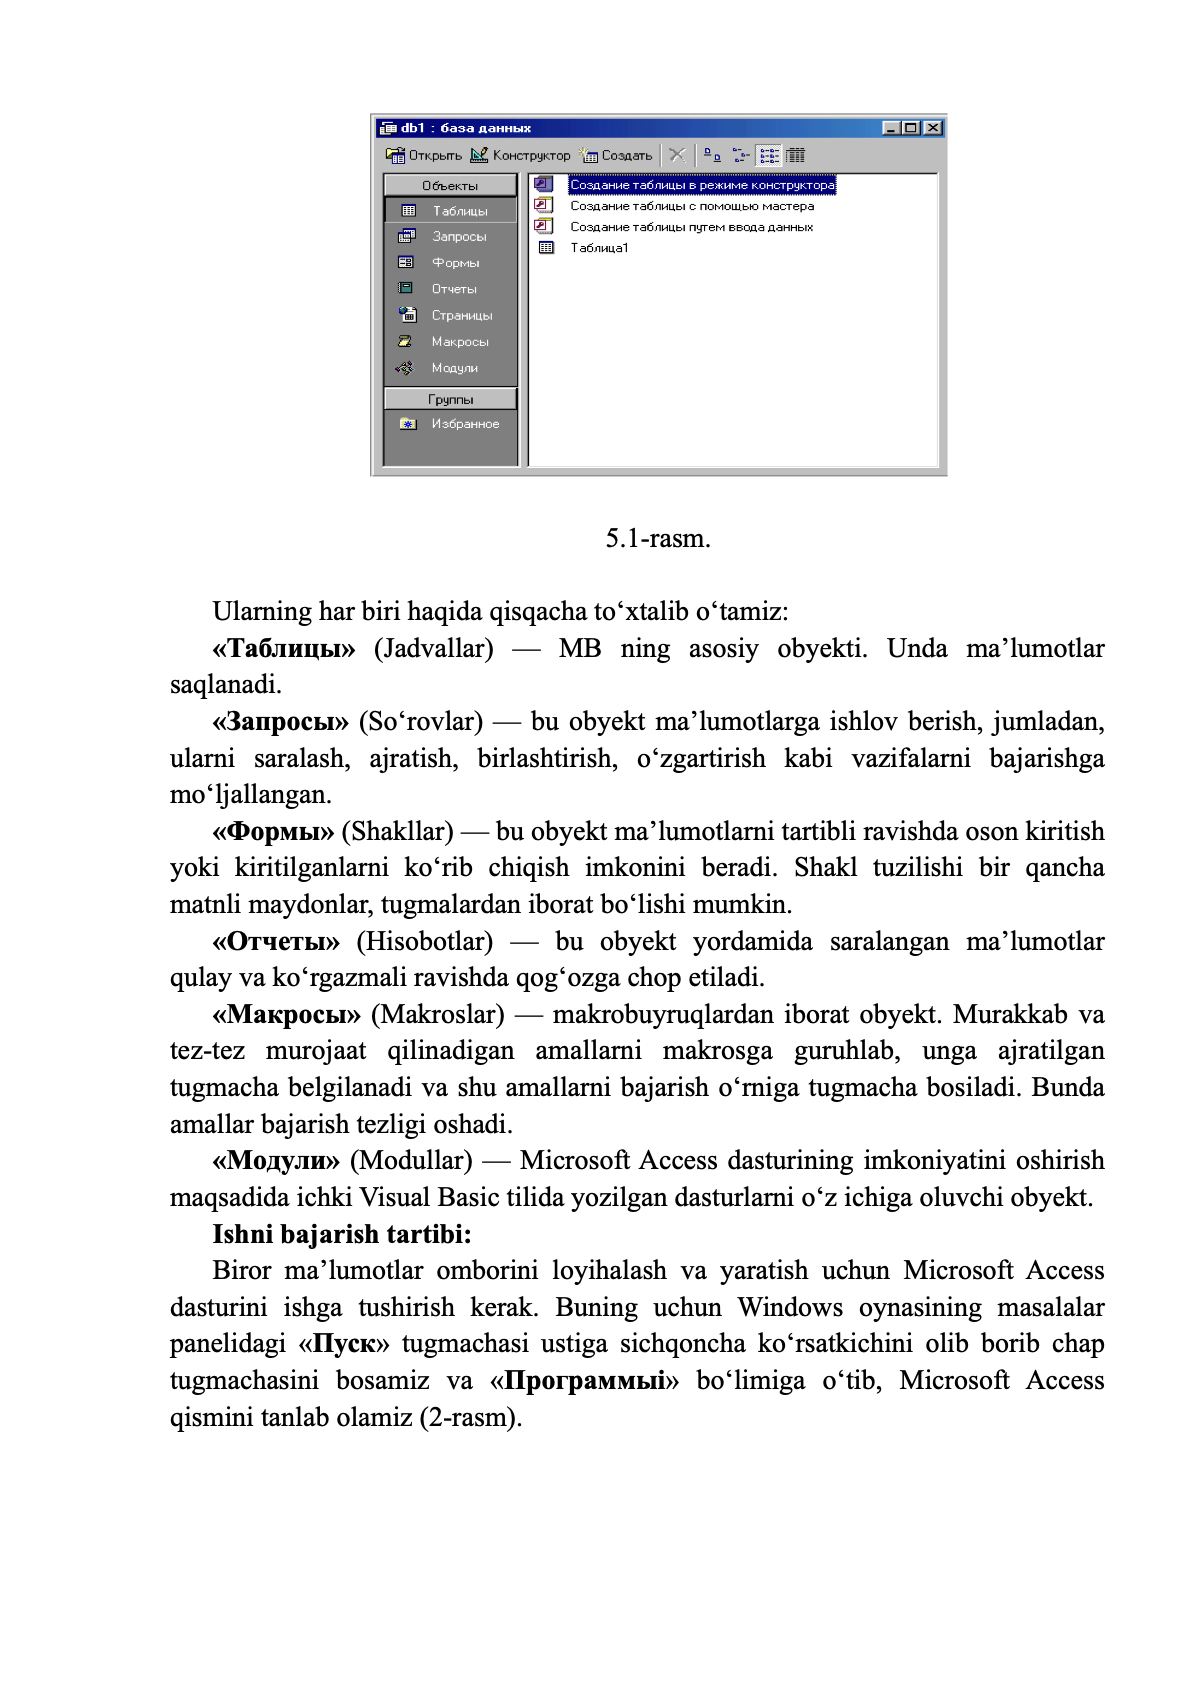 db1 : база данных
Открыть Конструктор Создать
Объекты
Таблицы
Запросы
Формы
Отчеты
Страницы
Макросы
Модули
Группы
Избранное
Создание таблицы в режиме конструктора
Создание таблицы с помощью мастера
Создание таблицы путем ввода данных
Таблица1
5.1-rasm.
Ularning har biri haqida qisqacha to‘xtalib o‘tamiz:
«Таблицы» (Jadvallar) — MB ning asosiy obyekti. Unda ma’lumotlar
saqlanadi.
«Запросы» (So‘rovlar) — bu obyekt ma’lumotlarga ishlov berish, jumladan,
ularni saralash, ajratish, birlashtirish, o‘zgartirish kabi vazifalarni bajarishga
mo‘ljallangan.
«Формы» (Shakllar) — bu obyekt ma’lumotlarni tartibli ravishda oson kiritish
yoki kiritilganlarni ko‘rib chiqish imkonini beradi. Shakl tuzilishi bir qancha
matnli maydonlar, tugmalardan iborat bo‘lishi mumkin.
«Отчеты» (Hisobotlar) — bu obyekt yordamida saralangan ma’lumotlar
qulay va ko‘rgazmali ravishda qog‘ozga chop etiladi.
«Макросы» (Makroslar) — makrobuyruqlardan iborat obyekt. Murakkab va
tez-tez murojaat qilinadigan amallarni makrosga guruhlab, unga ajratilgan
tugmacha belgilanadi va shu amallarni bajarish o‘rniga tugmacha bosiladi. Bunda
amallar bajarish tezligi oshadi.
«Модули» (Modullar) — Microsoft Access dasturining imkoniyatini oshirish
maqsadida ichki Visual Basic tilida yozilgan dasturlarni o‘z ichiga oluvchi obyekt.
Ishni bajarish tartibi:
Biror ma’lumotlar omborini loyihalash va yaratish uchun Microsoft Access
dasturini ishga tushirish kerak. Buning uchun Windows oynasining masalalar
panelidagi «Пуск» tugmachasi ustiga sichqoncha ko‘rsatkichini olib borib chap
tugmachasini bosamiz va «Программыi» bo‘limiga o‘tib, Microsoft Access
qismini tanlab olamiz (2-rasm).